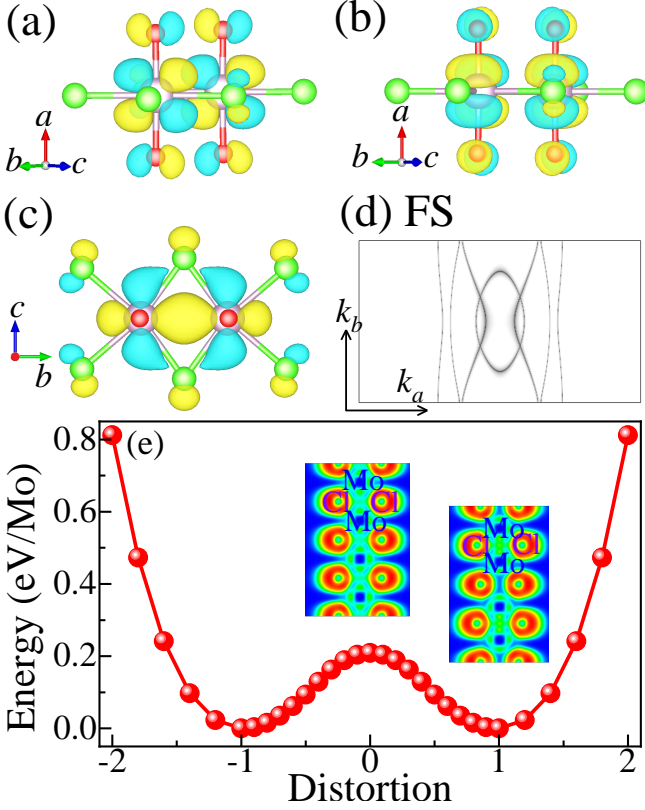 (a)
(b)
a
b
c
a
b
c
(c)
(d) FS
c
b
k_b
k_a
(e)
0.8
0.6
0.4
0.2
0.0
Energy (eV/Mo)
Mo
Cl Cl
Mo
Mo
Cl Cl
Mo
-2 -1 0 1 2
Distortion